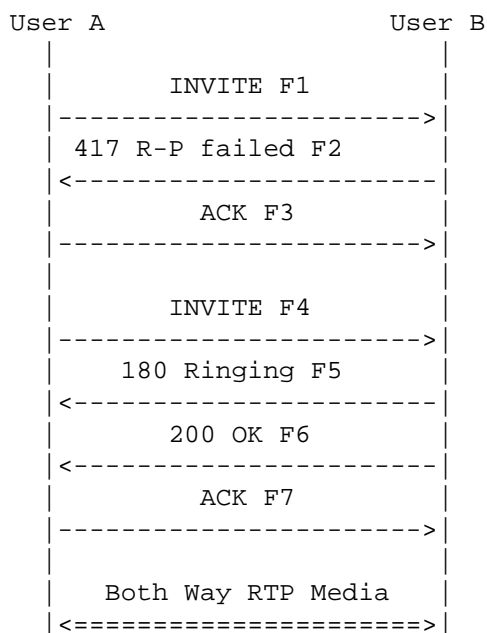 User A User B
INVITE F1
417 R-P failed F2
ACK F3
INVITE F4
180 Ringing F5
200 OK F6
ACK F7
Both Way RTP Media